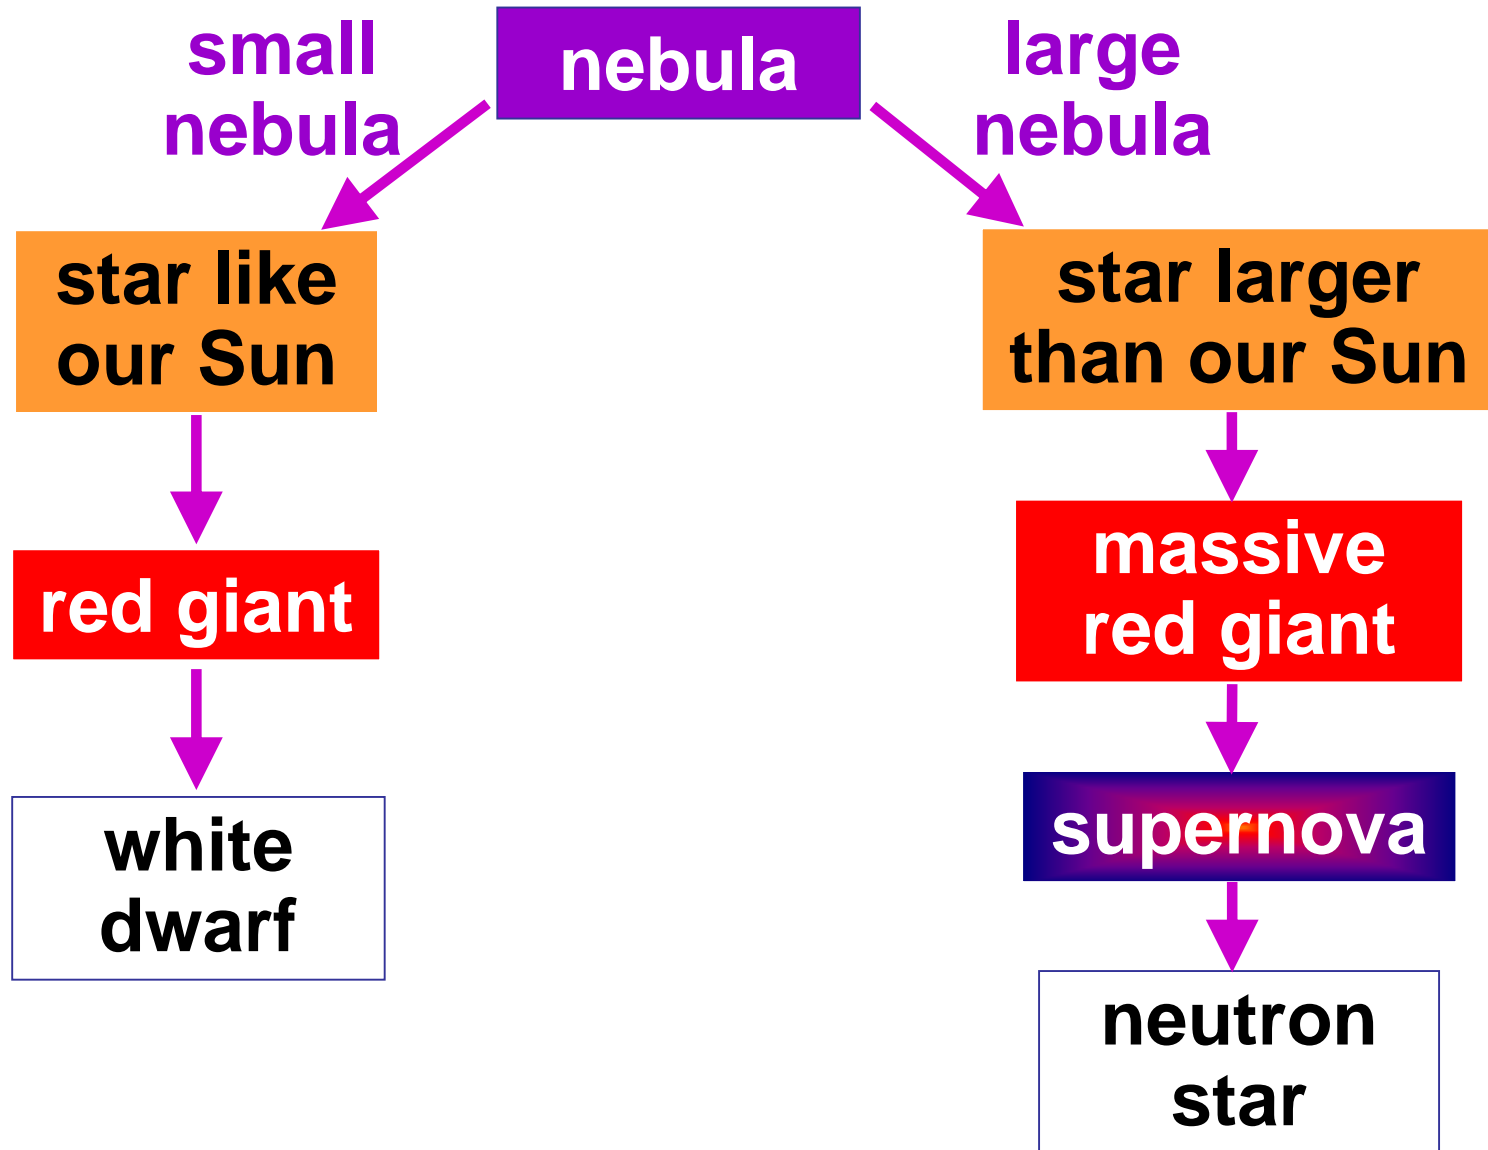 small
nebula
nebula
large
nebula
star like
our Sun
star larger
than our Sun
red giant
massive
red giant
white
dwarf
supernova
neutron
star